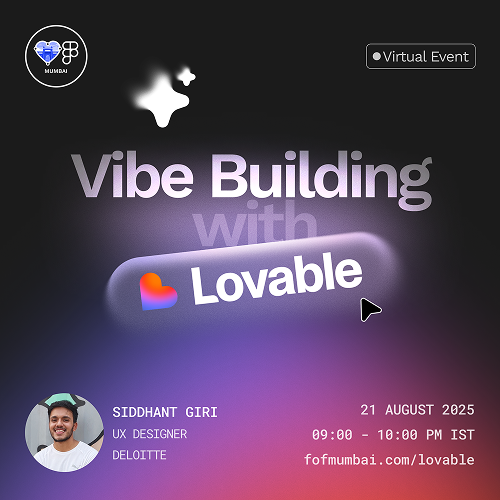 MUMBAI
Virtual Event
Vibe Building
with
Lovable
SIDDHANT GIRI
UX DESIGNER
DELOITTE
21 AUGUST 2025
09:00 - 10:00 PM IST
fofmumbai.com/lovable